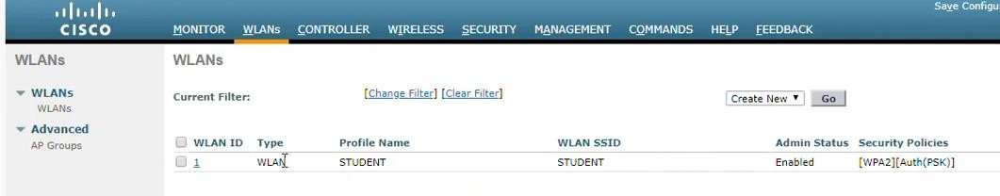 Save Configu
CISCO
MONITOR WLANs CONTROLLER WIRELESS SECURITY MANAGEMENT COMMANDS HELP FEEDBACK
WLANs
WLANs
WLANs
Advanced
AP Groups
WLANs
Current Filter: [Change Filter] [Clear Filter] Create New Go
WLAN ID Type Profile Name WLAN SSID Admin Status Security Policies
1 WLAN STUDENT STUDENT Enabled [WPA2][Auth(PSK)]